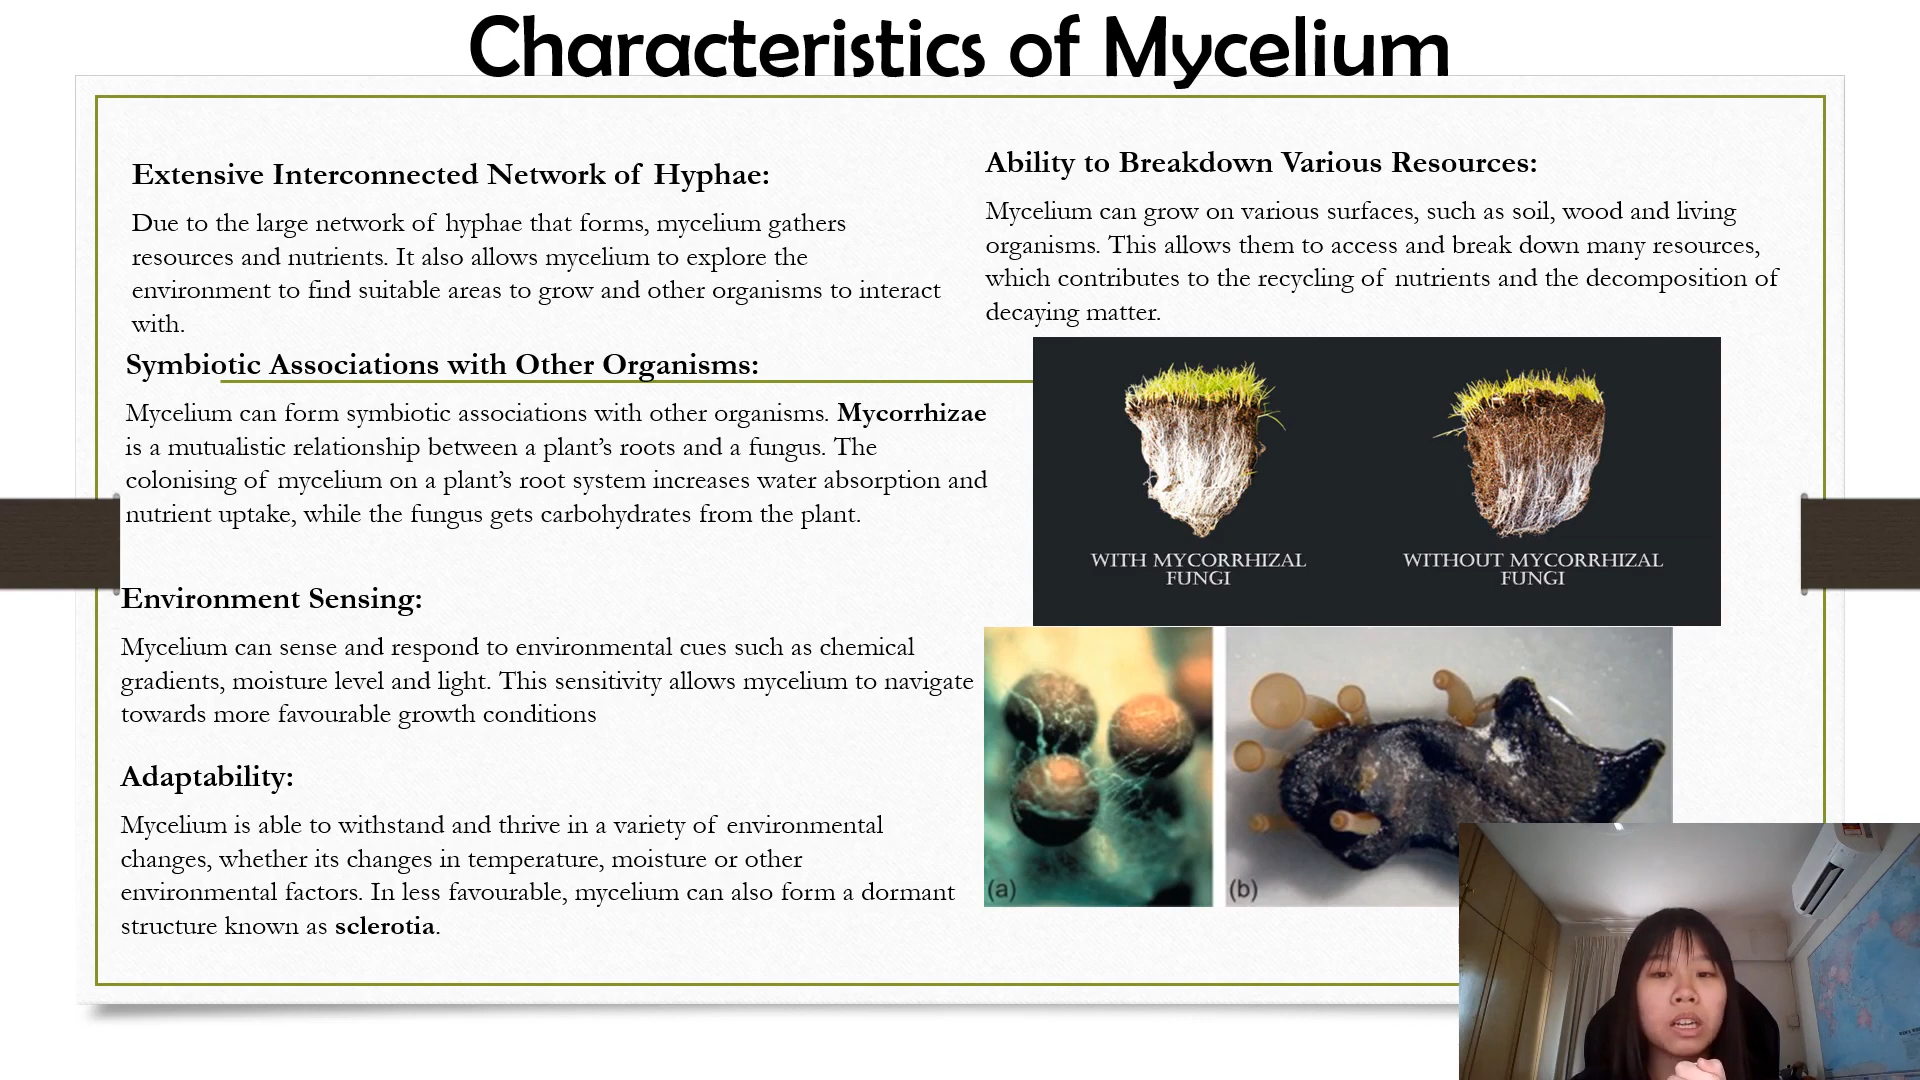 Characteristics of Mycelium
Extensive Interconnected Network of Hyphae:
Due to the large network of hyphae that forms, mycelium gathers
resources and nutrients. It also allows mycelium to explore the
environment to find suitable areas to grow and other organisms to interact
with.
Symbiotic Associations with Other Organisms:
Mycelium can form symbiotic associations with other organisms. Mycorrhizae
is a mutualistic relationship between a plant’s roots and a fungus. The
colonising of mycelium on a plant’s root system increases water absorption and
nutrient uptake, while the fungus gets carbohydrates from the plant.
Environment Sensing:
Mycelium can sense and respond to environmental cues such as chemical
gradients, moisture level and light. This sensitivity allows mycelium to navigate
towards more favourable growth conditions
Adaptability:
Mycelium is able to withstand and thrive in a variety of environmental
changes, whether its changes in temperature, moisture or other
environmental factors. In less favourable, mycelium can also form a dormant
structure known as sclerotia.
Ability to Breakdown Various Resources:
Mycelium can grow on various surfaces, such as soil, wood and living
organisms. This allows them to access and break down many resources,
which contributes to the recycling of nutrients and the decomposition of
decaying matter.
WITH MYCORRHIZAL
FUNGI
WITHOUT MYCORRHIZAL
FUNGI
(a)
(b)